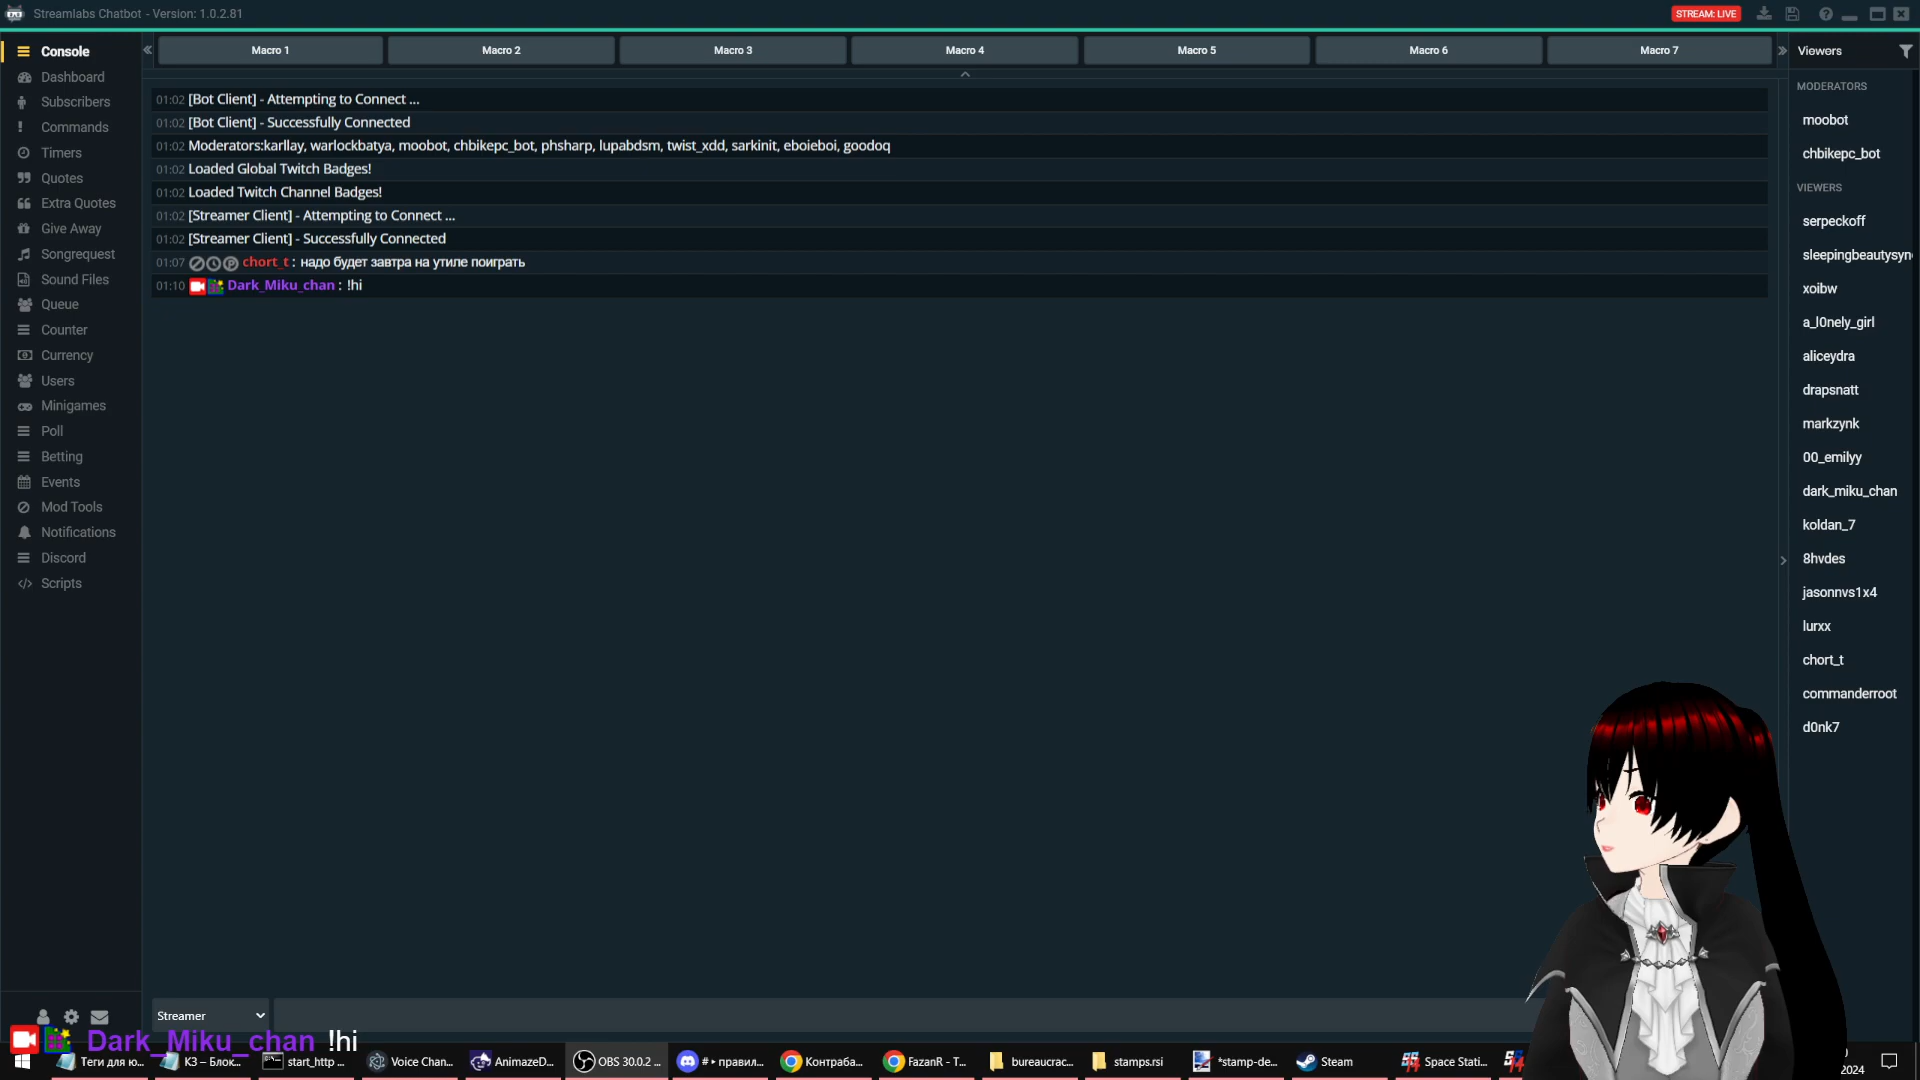 Streamlabs Chatbot - Version: 1.0.2.81
STREAM: LIVE
Console
Dashboard
Subscribers
Commands
Timers
Quotes
Extra Quotes
Give Away
Songrequest
Sound Files
Queue
Counter
Currency
Users
Minigames
Poll
Betting
Events
Mod Tools
Notifications
Discord
Scripts
Macro 1
Macro 2
Macro 3
Macro 4
Macro 5
Macro 6
Macro 7
01:02 [Bot Client] - Attempting to Connect ...
01:02 [Bot Client] - Successfully Connected
01:02 Moderators:karllay, warlockbatya, moobot, chbikepc_bot, phsharp, lupabdsm, twist_xdd, sarkinit, eboieboi, goodoq
01:02 Loaded Global Twitch Badges!
01:02 Loaded Twitch Channel Badges!
01:02 [Streamer Client] - Attempting to Connect ...
01:02 [Streamer Client] - Successfully Connected
01:07 chort_t : надо будет завтра на утиле поиграть
01:10 Dark_Miku_chan : !hi
Viewers
MODERATORS
moobot
chbikepc_bot
VIEWERS
serpeckoff
sleepingbeautysyn
xoibw
a_l0nely_girl
aliceydra
drapsnatt
markzynk
00_emilyy
dark_miku_chan
koldan_7
8hvdes
jasonnvs1x4
lurxx
chort_t
commanderroot
d0nk7
Streamer
Dark_Miku_chan !hi
Теги для ю...
КЗ – Блок...
start_http ...
Voice Chan...
AnimazeD...
OBS 30.0.2 ...
# ▸ правил...
Контраба...
FazanR - T...
bureaucrac...
stamps.rsi
*stamp-de...
Steam
Space Stati...
2024